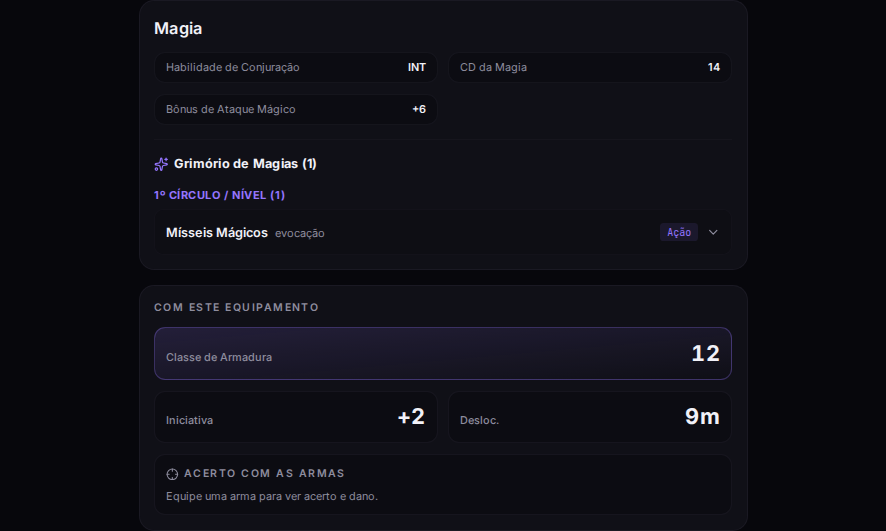 Magia
Habilidade de Conjuração INT
CD da Magia 14
Bônus de Ataque Mágico +6
Grimório de Magias (1)
1º CÍRCULO / NÍVEL (1)
Mísseis Mágicos evocação Ação
COM ESTE EQUIPAMENTO
Classe de Armadura 12
Iniciativa +2
Desloc. 9m
ACERTO COM AS ARMAS
Equipe uma arma para ver acerto e dano.